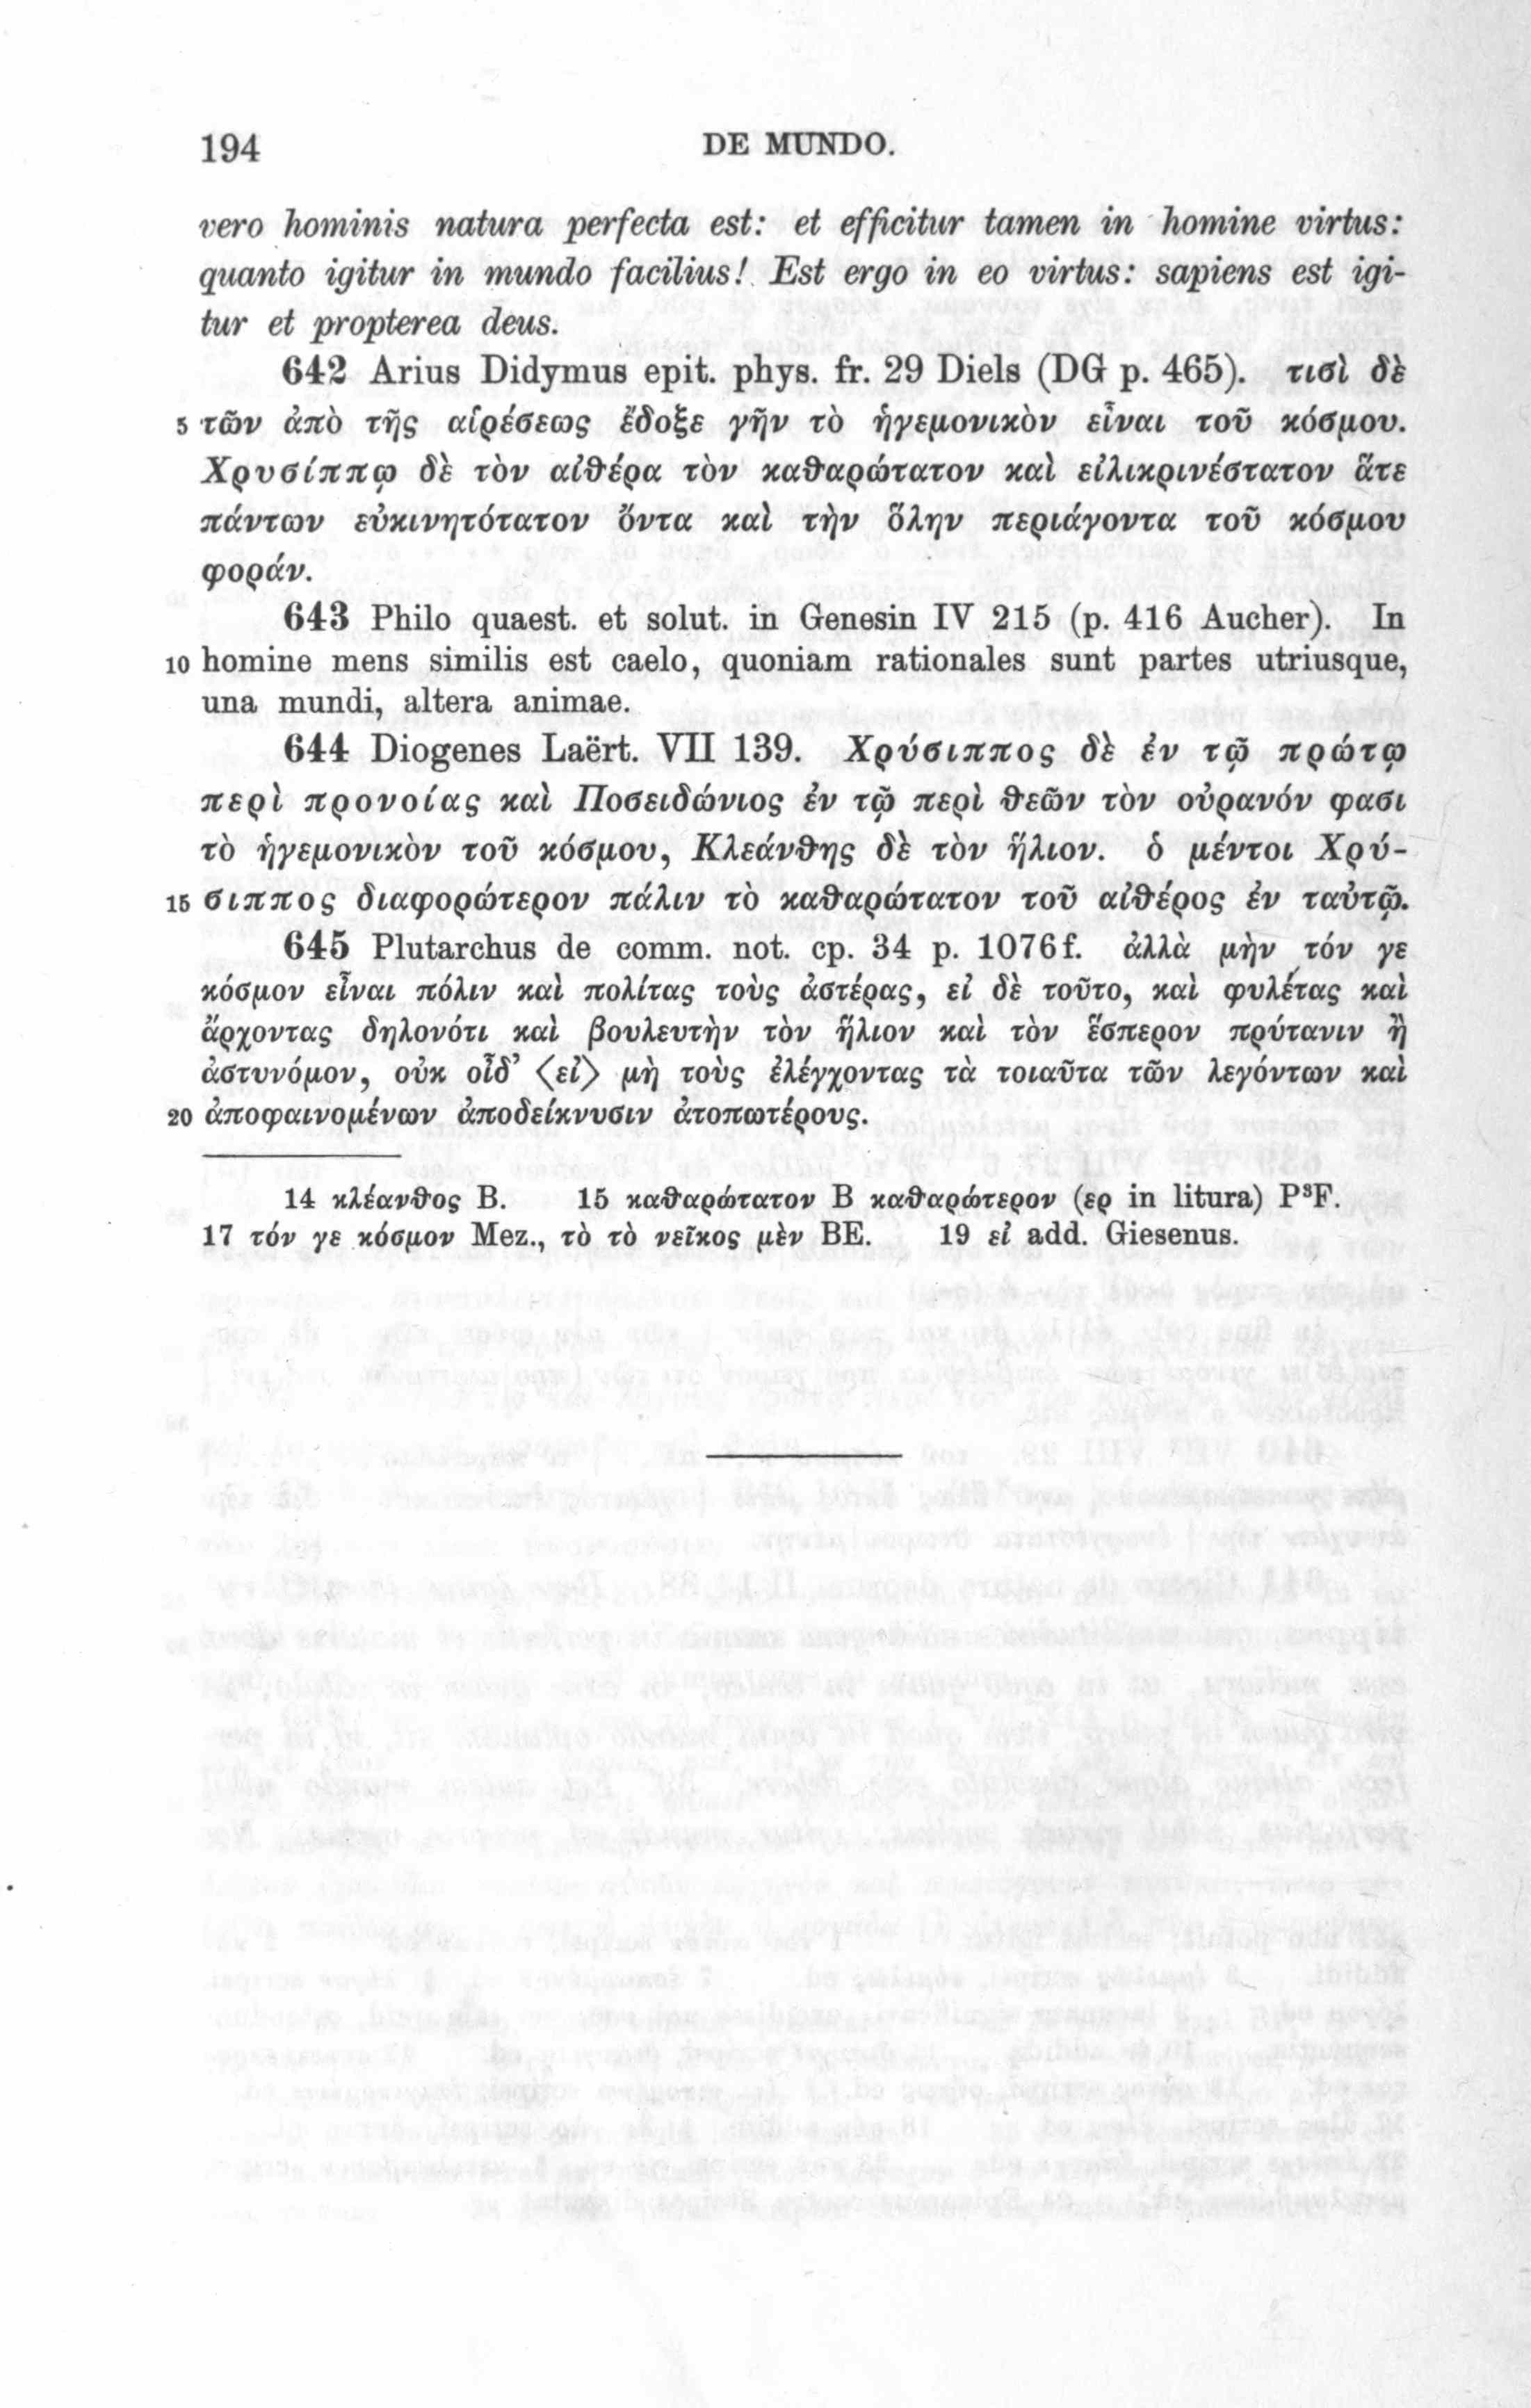 194 DE MUNDO.
vero hominis natura perfecta est: et efficitur tamen in homine virtus:
quanto igitur in mundo facilius! Est ergo in eo virtus: sapiens est igi-
tur et propterea deus.
642 Arius Didymus epit. phys. fr. 29 Diels (DG p. 465). τισὶ δὲ
5 τῶν ἀπὸ τῆς αἱρέσεως ἔδοξε γῆν τὸ ἡγεμονικὸν εἶναι τοῦ κόσμου.
Χρυσίππῳ δὲ τὸν αἰθέρα τὸν καθαρώτατον καὶ εἰλικρινέστατον ἅτε
πάντων εὐκινητότατον ὄντα καὶ τὴν ὅλην περιάγοντα τοῦ κόσμου
φοράν.
643 Philo quaest. et solut. in Genesin IV 215 (p. 416 Aucher). In
10 homine mens similis est caelo, quoniam rationales sunt partes utriusque,
una mundi, altera animae.
644 Diogenes Laërt. VII 139. Χρύσιππος δὲ ἐν τῷ πρώτῳ
περὶ προνοίας καὶ Ποσειδώνιος ἐν τῷ περὶ θεῶν τὸν οὐρανόν φασι
τὸ ἡγεμονικὸν τοῦ κόσμου, Κλεάνθης δὲ τὸν ἥλιον. ὁ μέντοι Χρύ-
15 σιππος διαφορώτερον πάλιν τὸ καθαρώτατον τοῦ αἰθέρος ἐν ταὐτῷ.
645 Plutarchus de comm. not. cp. 34 p. 1076f. ἀλλὰ μὴν τόν γε
κόσμον εἶναι πόλιν καὶ πολίτας τοὺς ἀστέρας, εἰ δὲ τοῦτο, καὶ φυλέτας καὶ
ἄρχοντας δηλονότι καὶ βουλευτὴν τὸν ἥλιον καὶ τὸν ἕσπερον πρύτανιν ἢ
ἀστυνόμον, οὐκ οἶδ’ ⟨εἰ⟩ μὴ τοὺς ἐλέγχοντας τὰ τοιαῦτα τῶν λεγόντων καὶ
20 ἀποφαινομένων ἀποδείκνυσιν ἀτοπωτέρους.
14 κλέανθος B. 15 καθαρώτατον B καθαρώτερον (ερ in litura) P³F.
17 τόν γε κόσμον Mez., τὸ τὸ νεῖκος μὲν BE. 19 εἰ add. Giesenus.